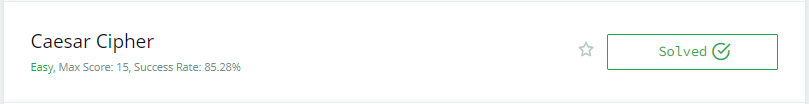 Caesar Cipher
Solved
Easy, Max Score: 15, Success Rate: 85.28%